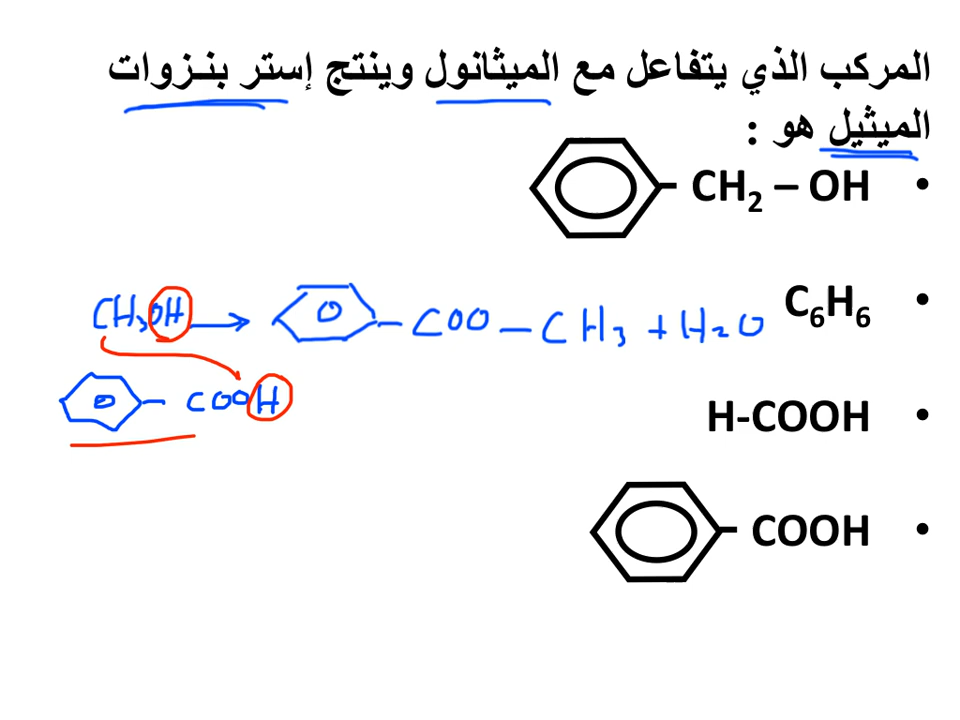 المركب الذي يتفاعل مع الميثانول وينتج إستر بنـزوات
الميثيل هو :
• CH₂ – OH
• C₆H₆
CH₃OH → COO – CH₃ + H₂O
COOH
• H-COOH
• COOH